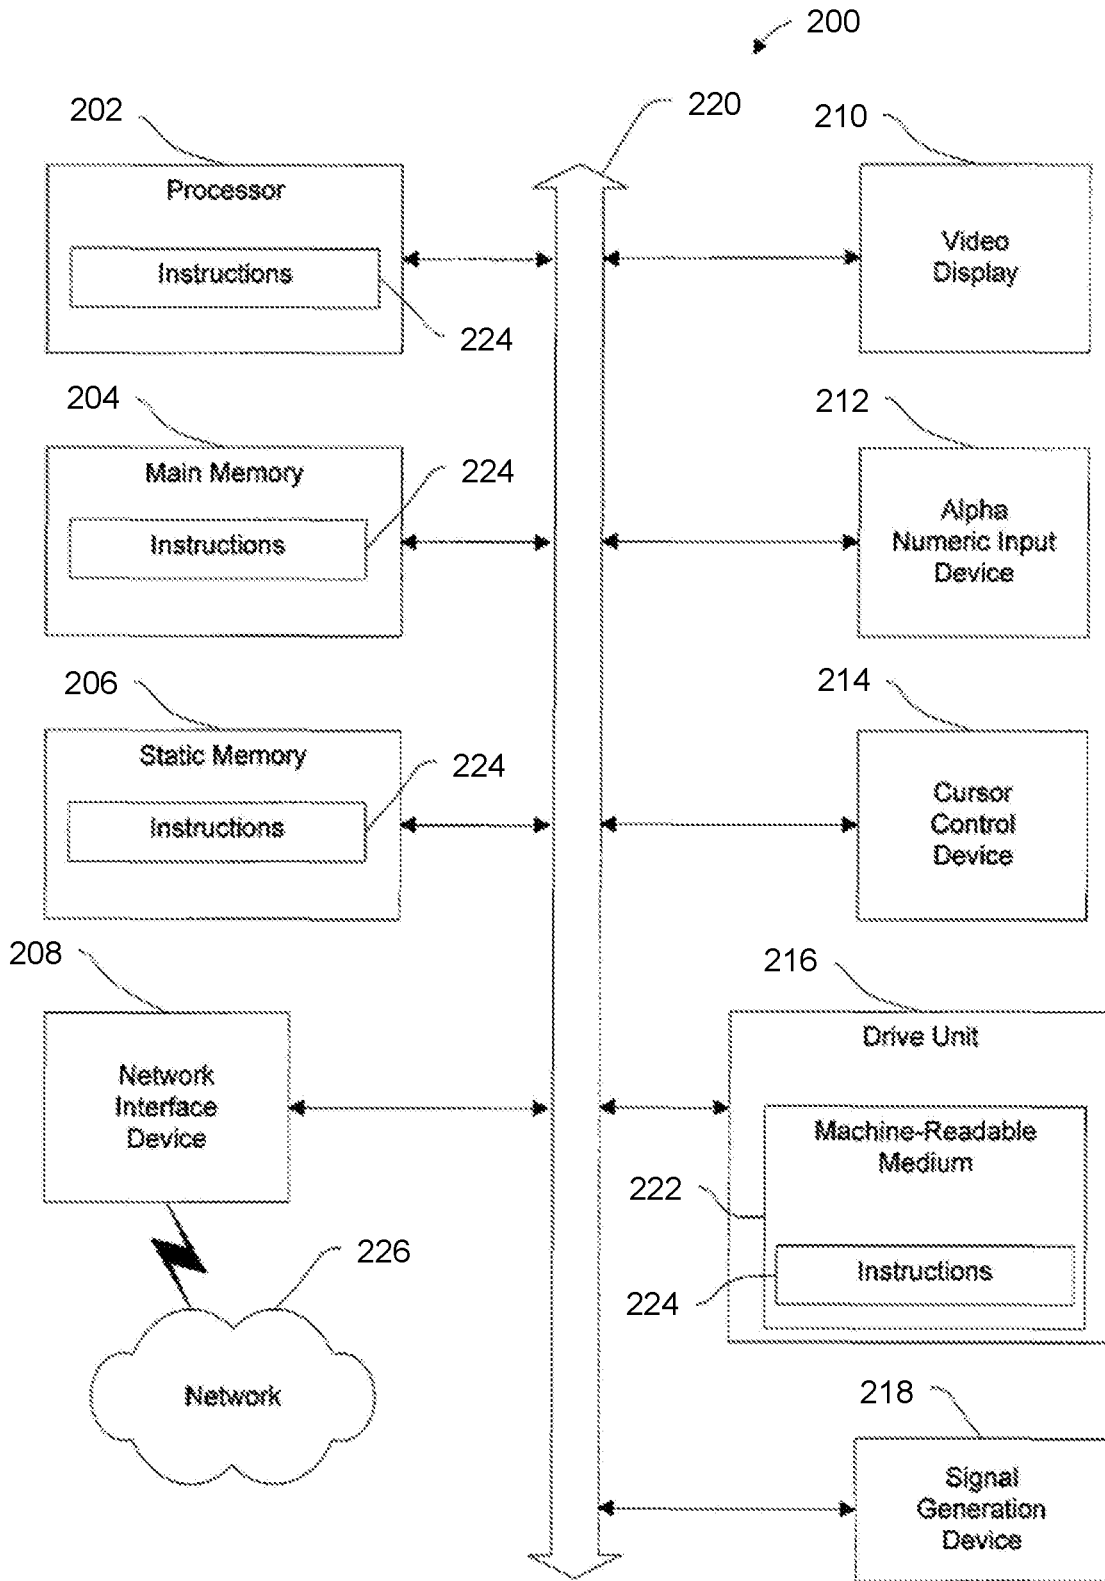 200
220
202
210
Processor
Instructions
224
Video
Display
204
212
Main Memory
224
Instructions
Alpha
Numeric Input
Device
206
214
Static Memory
224
Instructions
Cursor
Control
Device
208
216
Network
Interface
Device
Drive Unit
Machine-Readable
Medium
222
Instructions
224
226
Network
218
Signal
Generation
Device